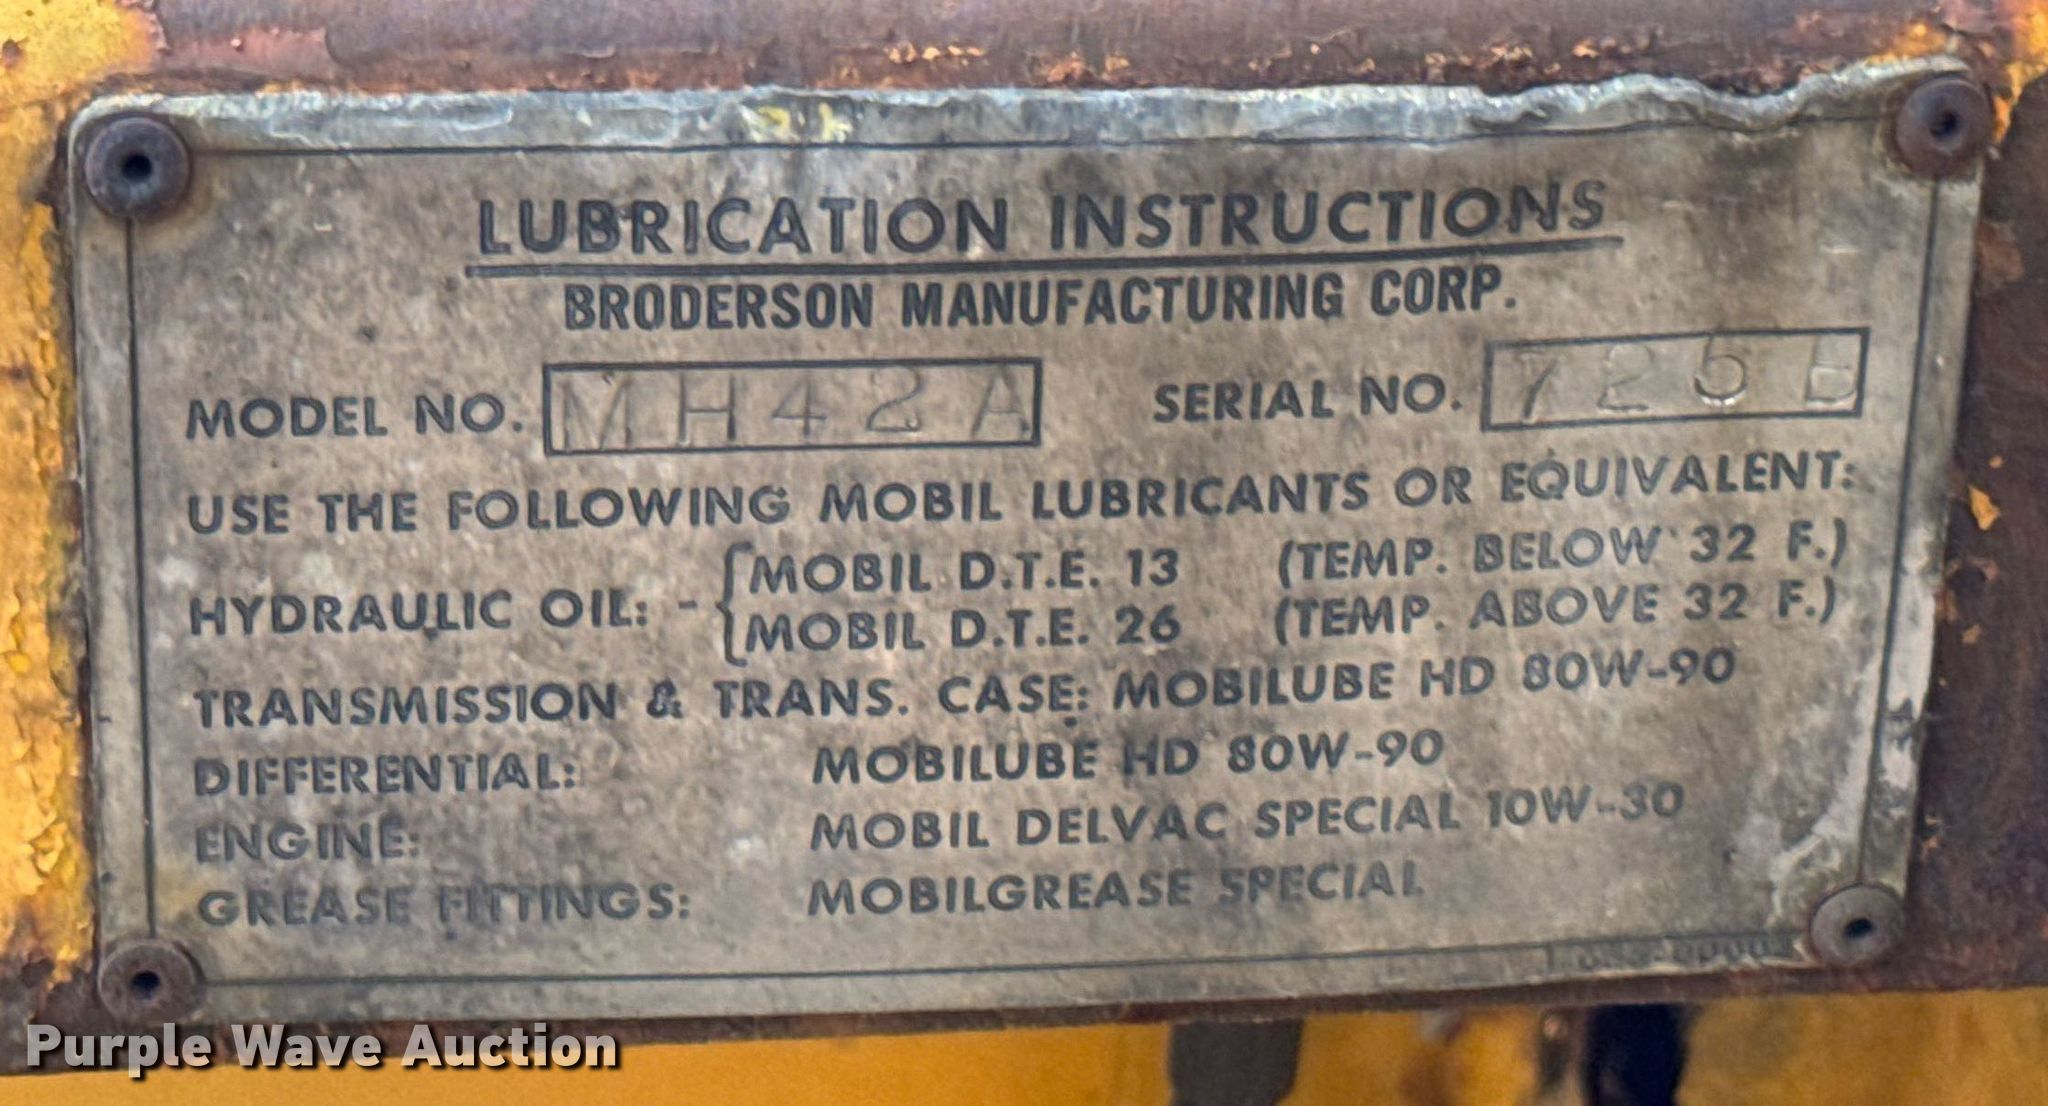 LUBRICATION INSTRUCTIONS
BRODERSON MANUFACTURING CORP.
MODEL NO. MH42A SERIAL NO.
USE THE FOLLOWING MOBIL LUBRICANTS OR EQUIVALENT:
HYDRAULIC OIL: - { MOBIL D.T.E. 13 (TEMP. BELOW 32 F.)
MOBIL D.T.E. 26 (TEMP. ABOVE 32 F.)
TRANSMISSION & TRANS. CASE: MOBILUBE HD 80W-90
DIFFERENTIAL: MOBILUBE HD 80W-90
ENGINE: MOBIL DELVAC SPECIAL 10W-30
GREASE FITTINGS: MOBILGREASE SPECIAL
Purple Wave Auction